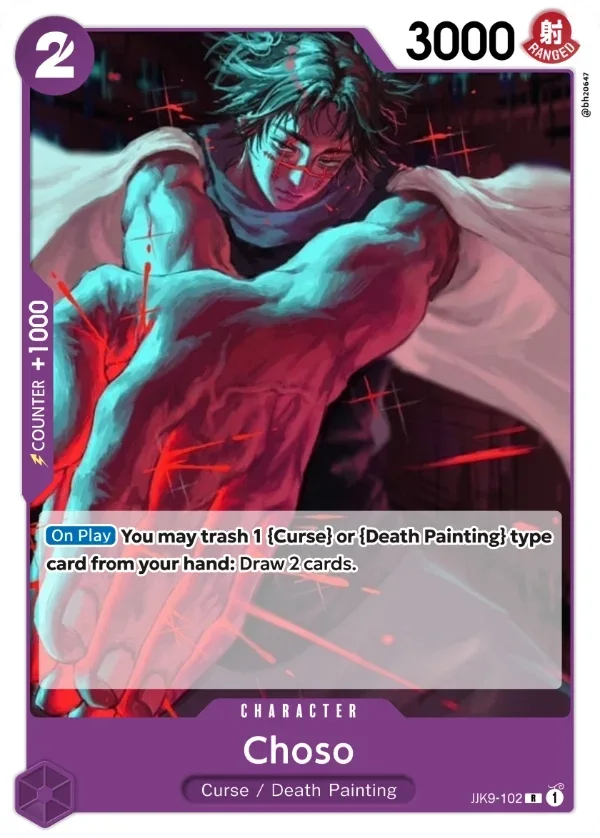 2
3000
射
RANGED
@bh20647
COUNTER +1000
On Play You may trash 1 {Curse} or {Death Painting} type
card from your hand: Draw 2 cards.
CHARACTER
Choso
Curse / Death Painting
JJK9-102 R 1